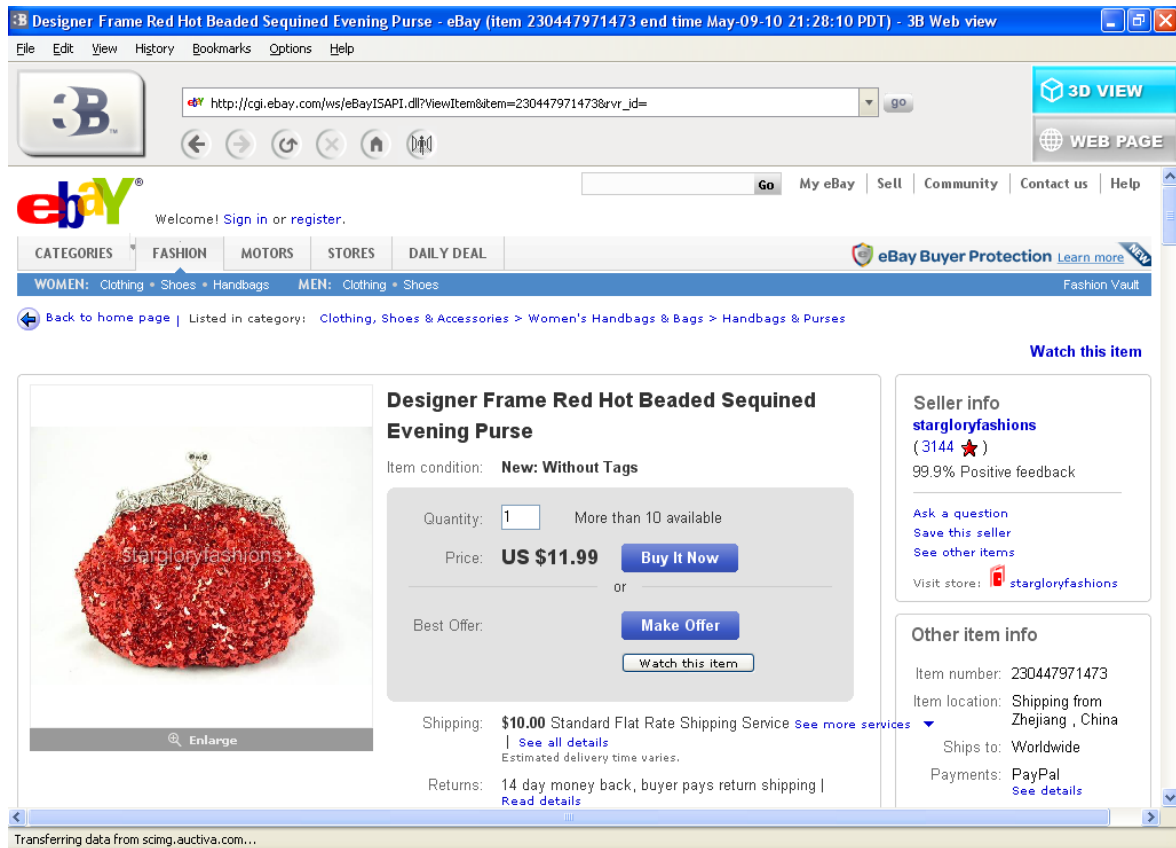 Designer Frame Red Hot Beaded Sequined Evening Purse - eBay (item 230447971473 end time May-09-10 21:28:10 PDT) - 3B Web view
File Edit View History Bookmarks Options Help
3B TM
http://cgi.ebay.com/ws/eBayISAPI.dll?ViewItem&item=230447971473&rvr_id=
go
3D VIEW
WEB PAGE
ebay®
Go My eBay | Sell | Community | Contact us | Help
Welcome! Sign in or register.
CATEGORIES FASHION MOTORS STORES DAILY DEAL
eBay Buyer Protection Learn more NEW
WOMEN: Clothing • Shoes • Handbags MEN: Clothing • Shoes
Fashion Vault
Back to home page | Listed in category: Clothing, Shoes & Accessories > Women's Handbags & Bags > Handbags & Purses
Watch this item
stargloryfashions
Enlarge
Designer Frame Red Hot Beaded Sequined
Evening Purse
Item condition: New: Without Tags
Quantity: 1 More than 10 available
Price: US $11.99 Buy It Now
or
Best Offer: Make Offer
Watch this item
Shipping: $10.00 Standard Flat Rate Shipping Service See more services
| See all details
Estimated delivery time varies.
Returns: 14 day money back, buyer pays return shipping |
Read details
Seller info
stargloryfashions
( 3144 )
99.9% Positive feedback
Ask a question
Save this seller
See other items
Visit store: stargloryfashions
Other item info
Item number: 230447971473
Item location: Shipping from
Zhejiang , China
Ships to: Worldwide
Payments: PayPal
See details
Transferring data from scimg.auctiva.com...